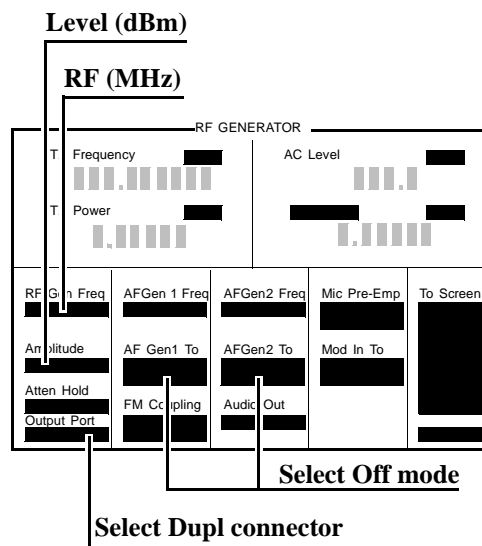 Level (dBm)
RF (MHz)
RF GENERATOR
T Frequency
AC Level
T Power
RF Gen Freq
AFGen 1 Freq
AFGen2 Freq
Mic Pre-Emp
To Screen
Amplitude
AF Gen1 To
AFGen2 To
Mod In To
Atten Hold
FM Coupling
Audio Out
Output Port
Select Off mode
Select Dupl connector